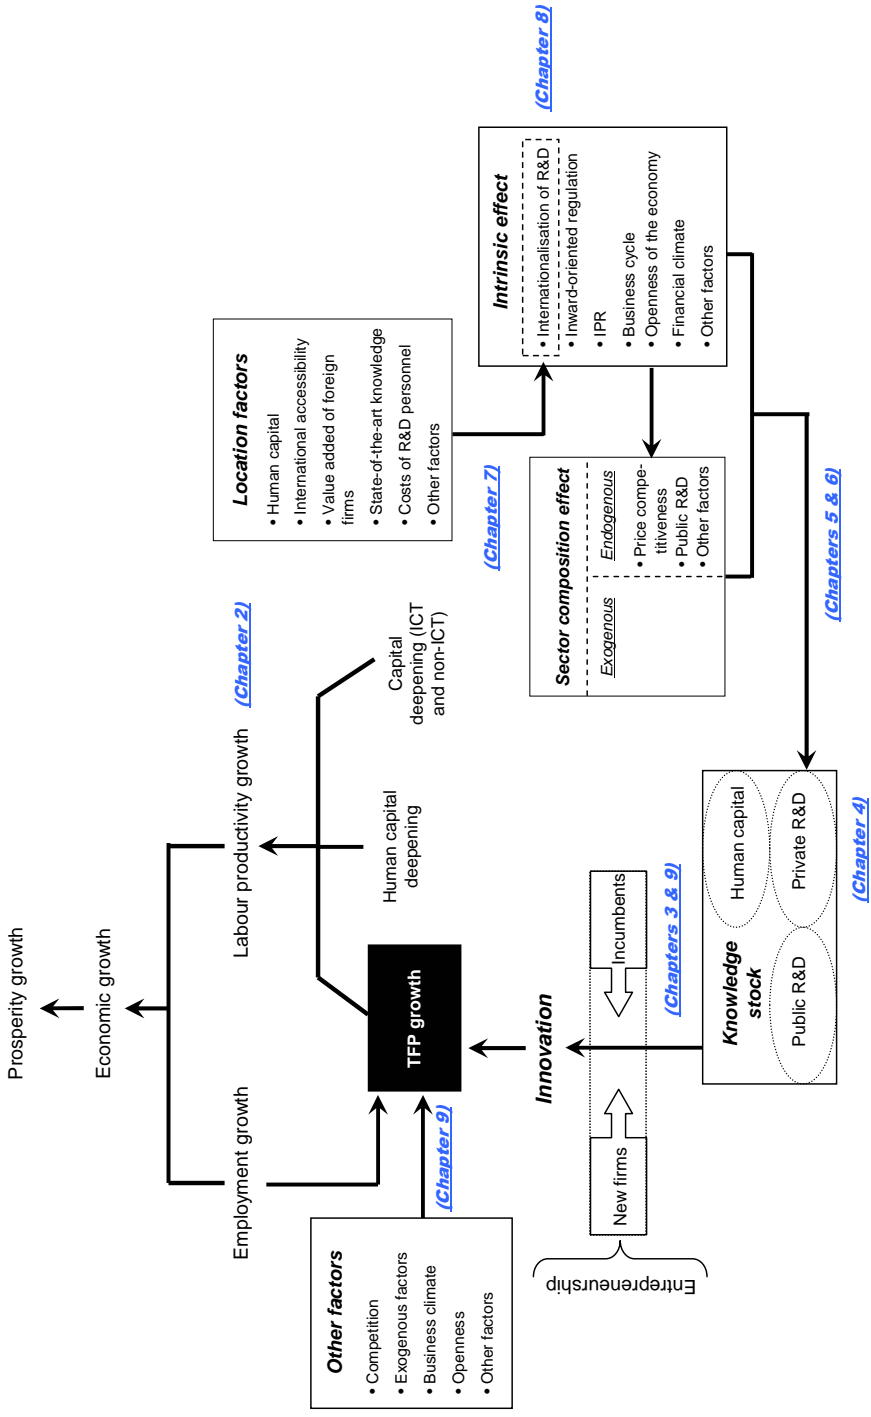 Prosperity growth
Economic growth
Employment growth
Labour productivity growth
(Chapter 2)
Human capital
deepening
Capital
deepening (ICT
and non-ICT)
TFP growth
Other factors
• Competition
• Exogenous factors
• Business climate
• Openness
• Other factors
(Chapter 9)
Innovation
Entrepreneurship
New firms
Incumbents
(Chapters 3 & 9)
Knowledge
stock
Public R&D
Human capital
Private R&D
(Chapter 4)
Location factors
• Human capital
• International accessibility
• Value added of foreign
firms
• State-of-the-art knowledge
• Costs of R&D personnel
• Other factors
(Chapter 7)
Sector composition effect
Exogenous
Endogenous
• Price compe-
titiveness
• Public R&D
• Other factors
(Chapters 5 & 6)
Intrinsic effect
• Internationalisation of R&D
• Inward-oriented regulation
• IPR
• Business cycle
• Openness of the economy
• Financial climate
• Other factors
(Chapter 8)